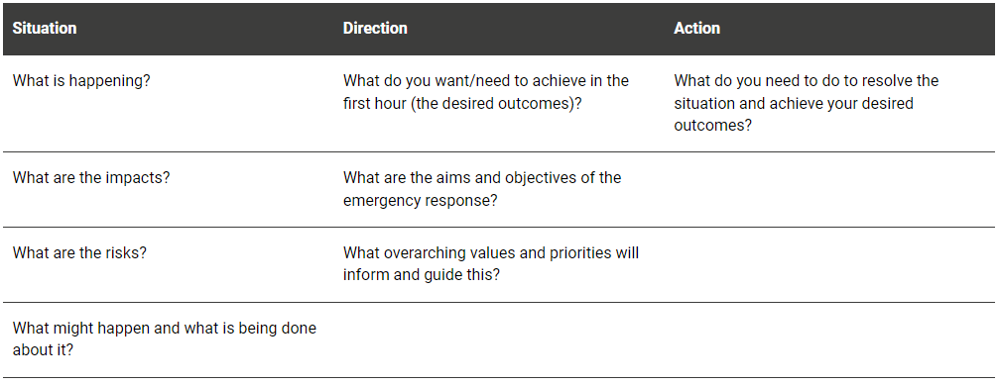 Situation
Direction
Action
What is happening?
What do you want/need to achieve in the
first hour (the desired outcomes)?
What do you need to do to resolve the
situation and achieve your desired
outcomes?
What are the impacts?
What are the aims and objectives of the
emergency response?
What are the risks?
What overarching values and priorities will
inform and guide this?
What might happen and what is being done
about it?